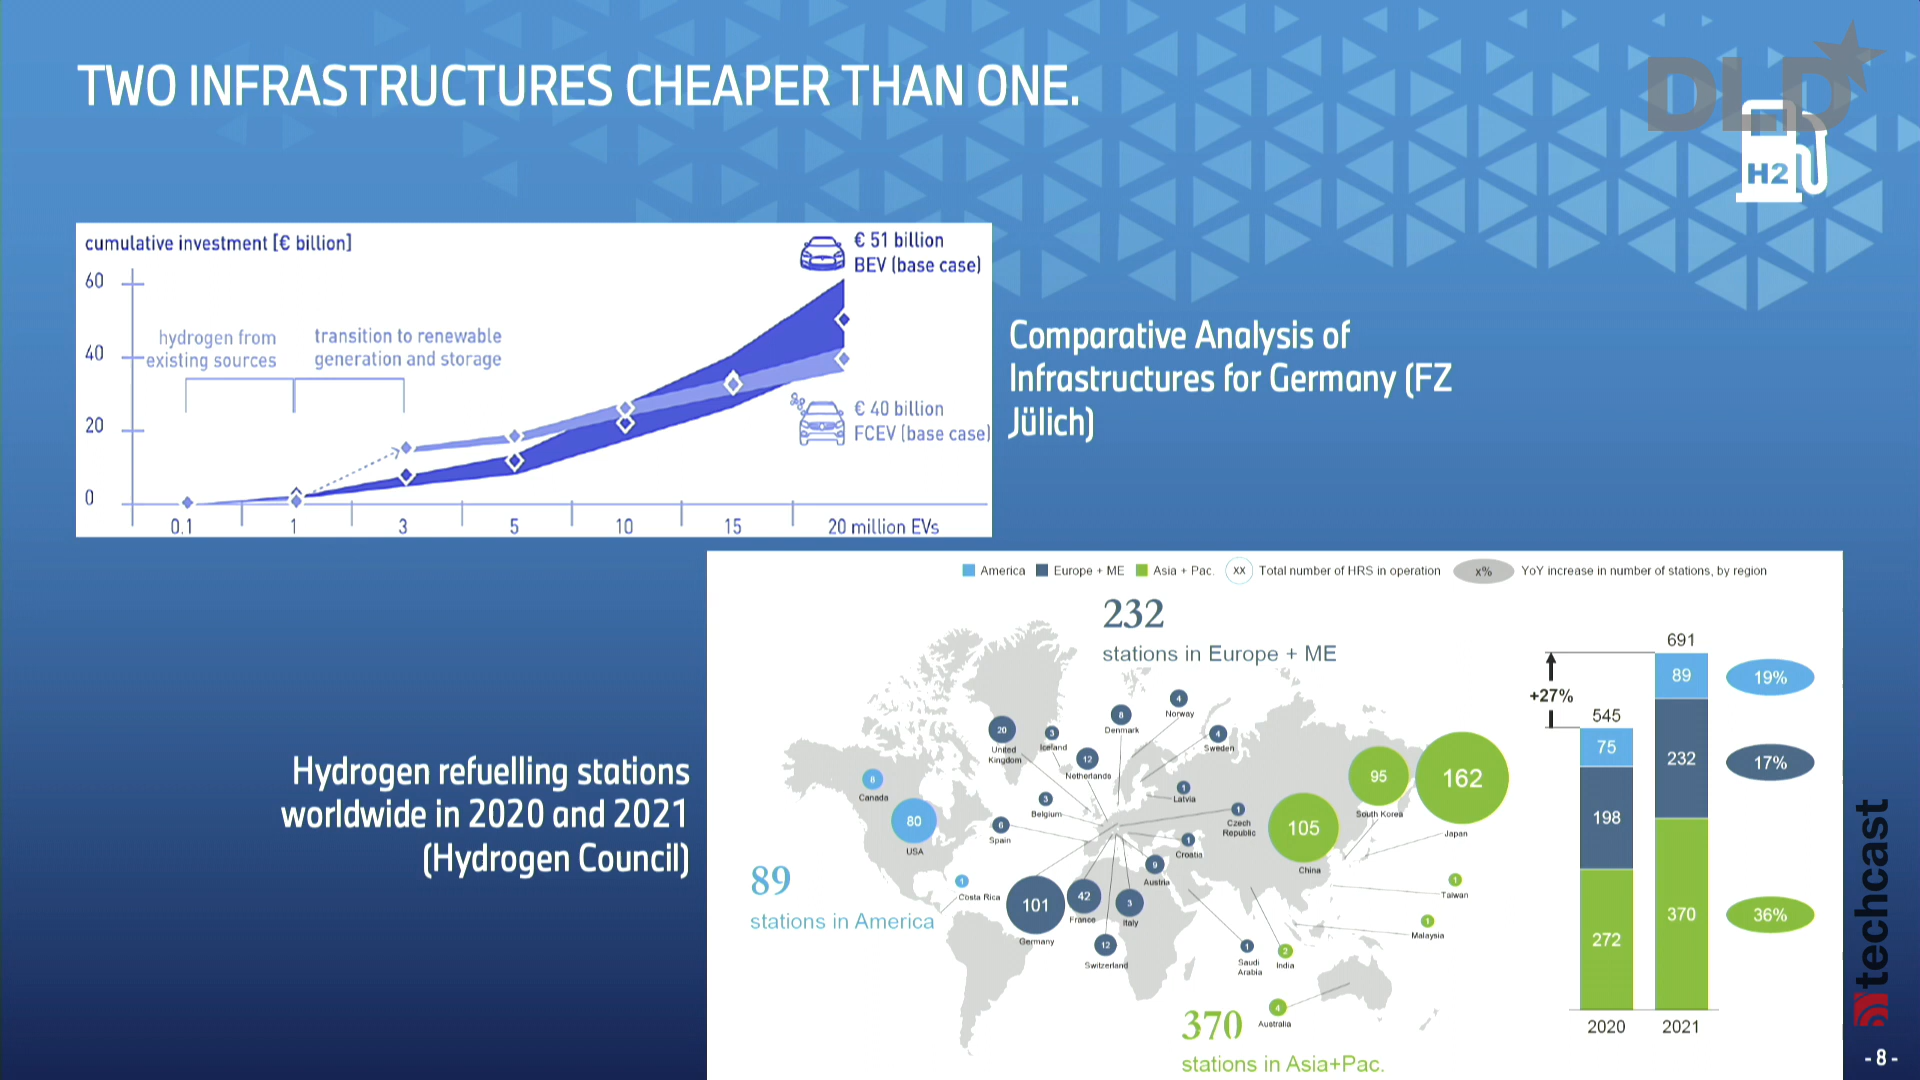 TWO INFRASTRUCTURES CHEAPER THAN ONE.
DLD
H2
cumulative investment [€ billion]
€ 51 billion
BEV (base case)
60
40
20
0
hydrogen from
existing sources
transition to renewable
generation and storage
€ 40 billion
FCEV (base case)
0.1 1 3 5 10 15 20 million EVs
Comparative Analysis of
Infrastructures for Germany (FZ
Jülich)
Hydrogen refuelling stations
worldwide in 2020 and 2021
(Hydrogen Council)
America Europe + ME Asia + Pac. XX Total number of HRS in operation x% YoY increase in number of stations, by region
232
stations in Europe + ME
4
Norway
8
Denmark
20
United
Kingdom
3
Iceland
4
Sweden
12
Netherlands
8
Canada
80
USA
3
Belgium
6
Spain
1
Latvia
1
Czech
Republic
1
Croatia
9
Austria
95
South Korea
162
Japan
105
China
89
stations in America
1
Costa Rica
101
Germany
42
France
3
Italy
12
Switzerland
1
Saudi
Arabia
2
India
1
Taiwan
1
Malaysia
4
Australia
370
stations in Asia+Pac.
+27%
545
75
198
272
2020
691
89
232
370
2021
19%
17%
36%
techcast
- 8 -